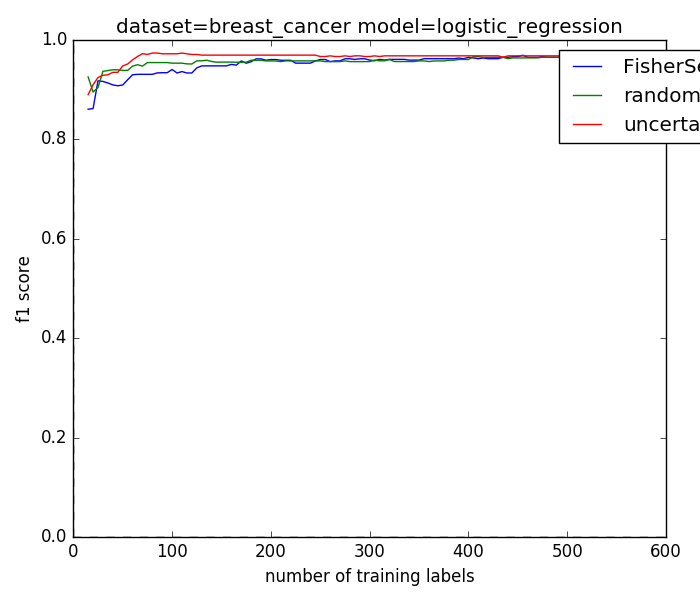 dataset=breast_cancer model=logistic_regression
1.0
0.8
0.6
0.4
0.2
0.0
f1 score
0 100 200 300 400 500 600
number of training labels
FisherSe
random
uncerta